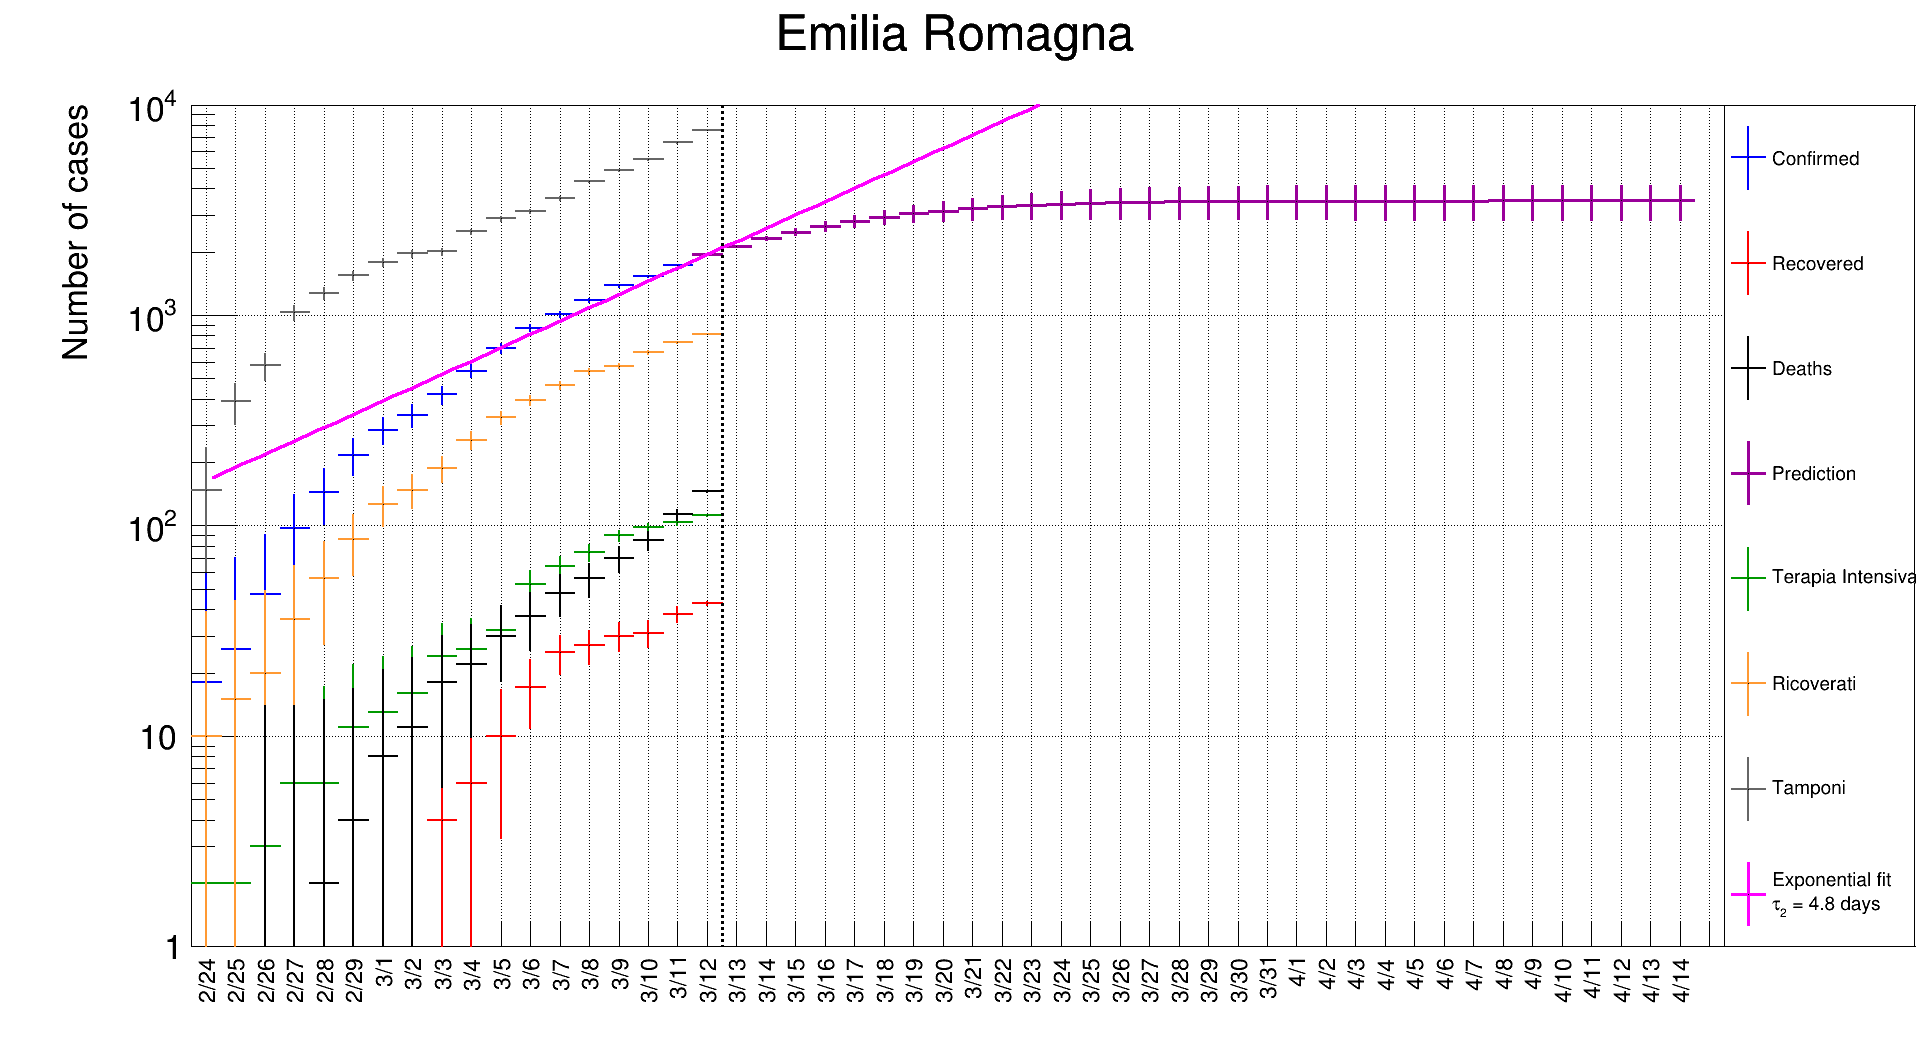 Emilia Romagna
Number of cases
10^4
10^3
10^2
10
1
2/24 2/25 2/26 2/27 2/28 2/29 3/1 3/2 3/3 3/4 3/5 3/6 3/7 3/8 3/9 3/10 3/11 3/12 3/13 3/14 3/15 3/16 3/17 3/18 3/19 3/20 3/21 3/22 3/23 3/24 3/25 3/26 3/27 3/28 3/29 3/30 3/31 4/1 4/2 4/3 4/4 4/5 4/6 4/7 4/8 4/9 4/10 4/11 4/12 4/13 4/14
Confirmed
Recovered
Deaths
Prediction
Terapia Intensiva
Ricoverati
Tamponi
Exponential fit
τ_2 = 4.8 days